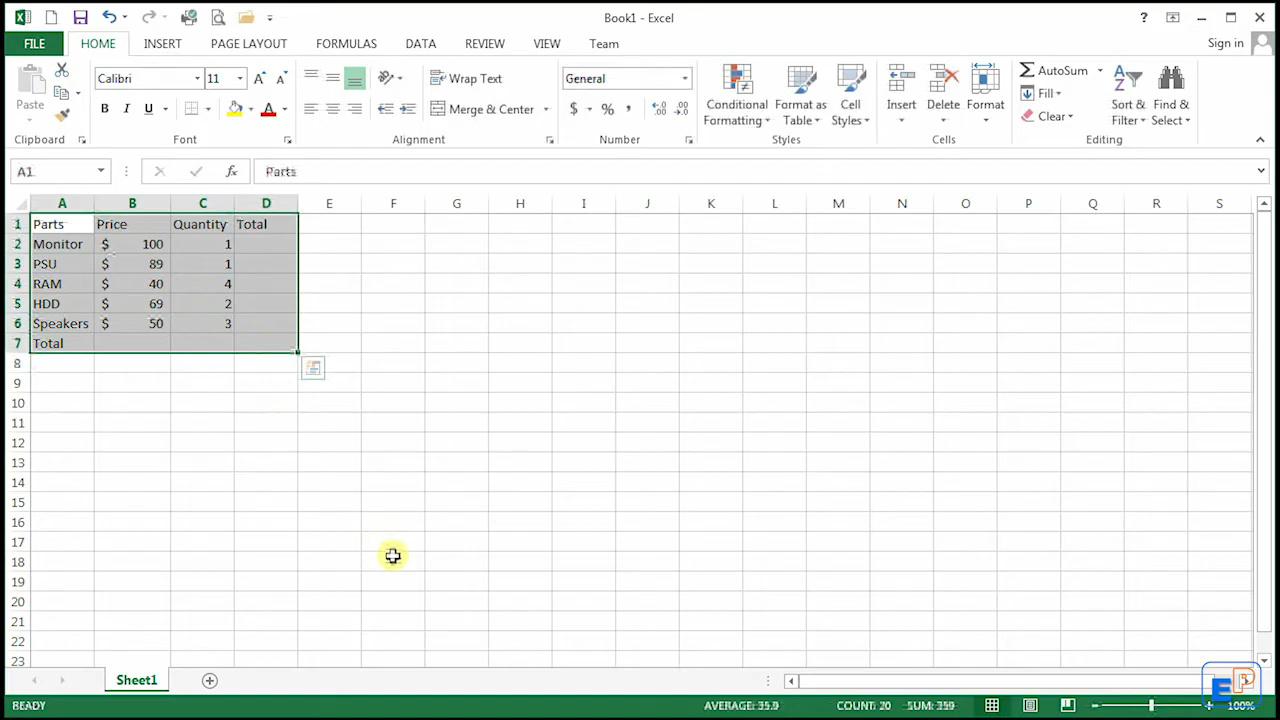 Book1 - Excel
?
FILE HOME INSERT PAGE LAYOUT FORMULAS DATA REVIEW VIEW Team Sign in
Calibri 11 Wrap Text General AutoSum
Paste B I U Merge & Center $ % , Conditional Formatting Format as Table Cell Styles Insert Delete Format Fill Sort & Filter Find & Select
Clear
Clipboard Font Alignment Number Styles Cells Editing
A1 fx Parts
A B C D E F G H I J K L M N O P Q R S
1 Parts Price Quantity Total
2 Monitor $ 100 1
3 PSU $ 89 1
4 RAM $ 40 4
5 HDD $ 69 2
6 Speakers $ 50 3
7 Total
8
9
10
11
12
13
14
15
16
17
18
19
20
21
22
23
Sheet1
EP
READY AVERAGE: 35.9 COUNT: 20 SUM: 359 100%